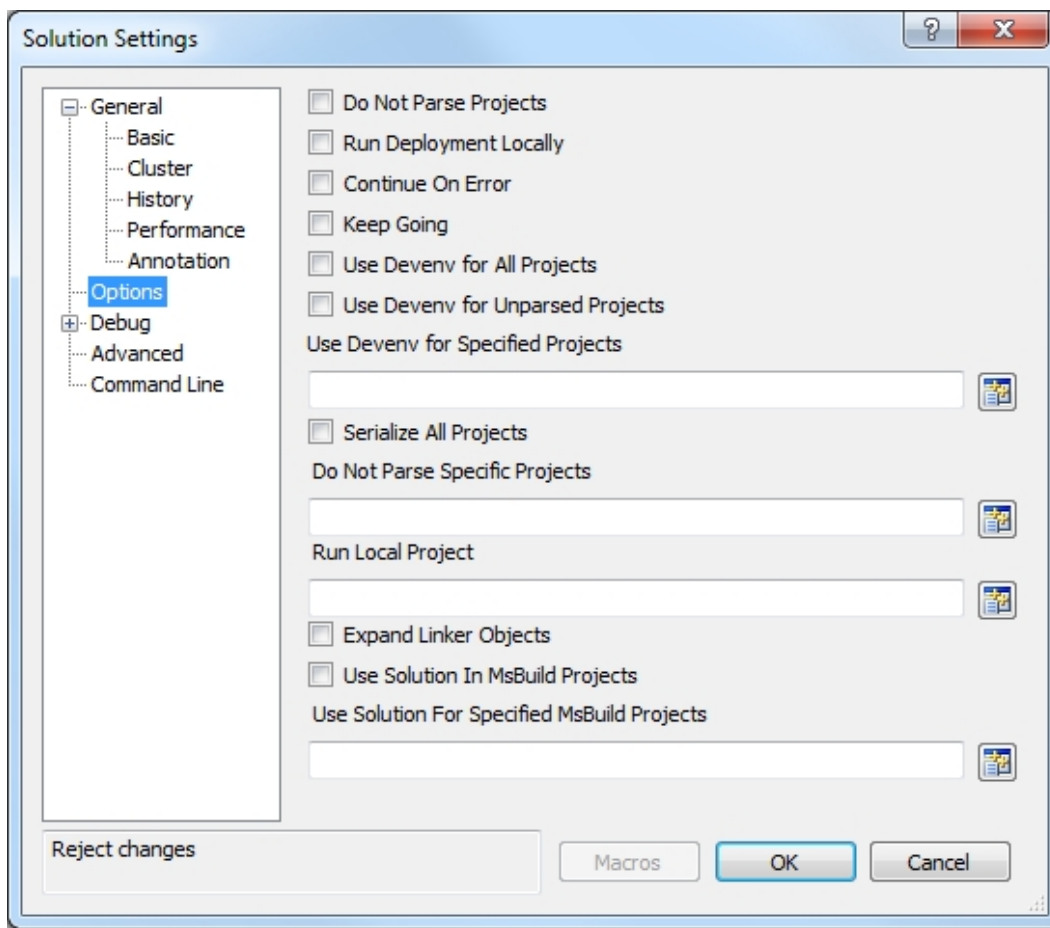 Solution Settings
General
Basic
Cluster
History
Performance
Annotation
Options
Debug
Advanced
Command Line
Do Not Parse Projects
Run Deployment Locally
Continue On Error
Keep Going
Use Devenv for All Projects
Use Devenv for Unparsed Projects
Use Devenv for Specified Projects
Serialize All Projects
Do Not Parse Specific Projects
Run Local Project
Expand Linker Objects
Use Solution In MsBuild Projects
Use Solution For Specified MsBuild Projects
Reject changes
Macros
OK
Cancel